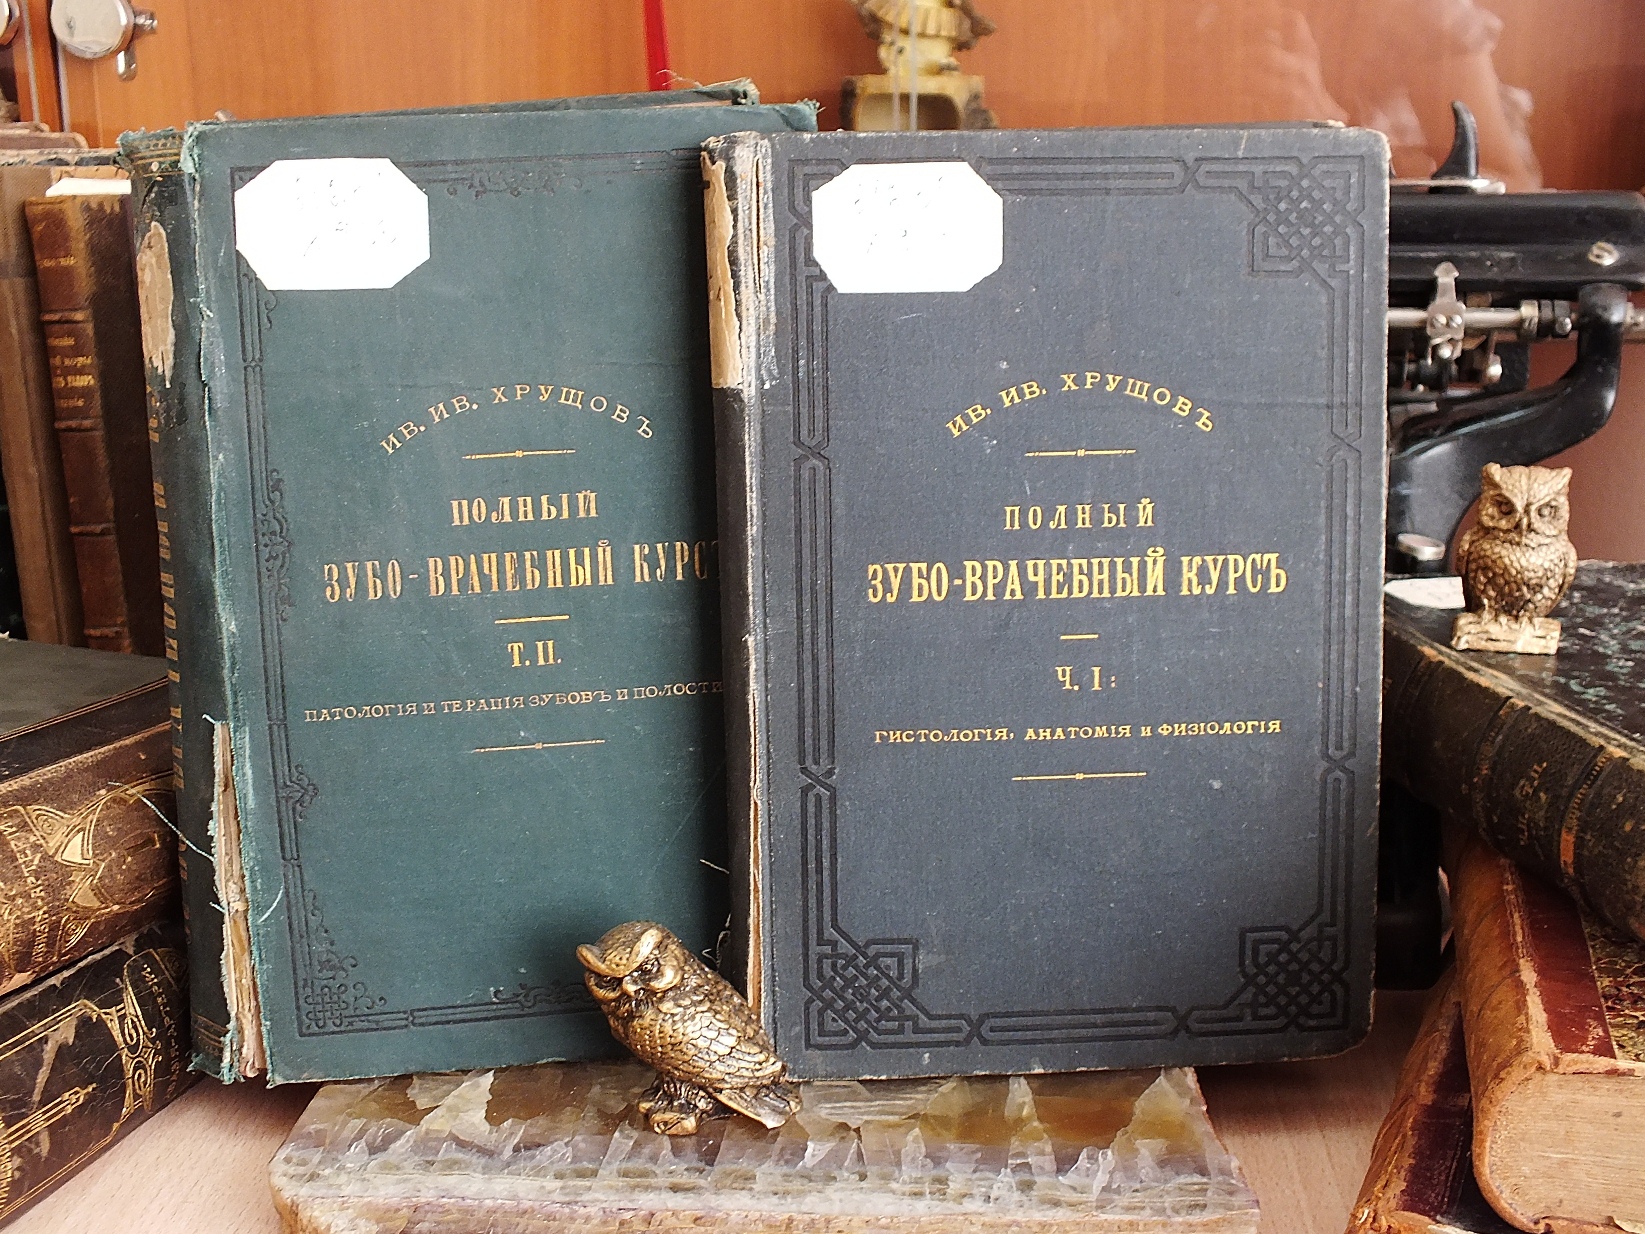 ИВ. ИВ. ХРУЩОВЪ
ПОЛНЫЙ
ЗУБО-ВРАЧЕБНЫЙ КУРСЪ
Т. II.
ПАТОЛОГІЯ И ТЕРАПІЯ ЗУБОВЪ И ПОЛОСТИ
ИВ. ИВ. ХРУЩОВЪ
ПОЛНЫЙ
ЗУБО-ВРАЧЕБНЫЙ КУРСЪ
Ч. I:
ГИСТОЛОГІЯ, АНАТОМІЯ И ФИЗІОЛОГІЯ